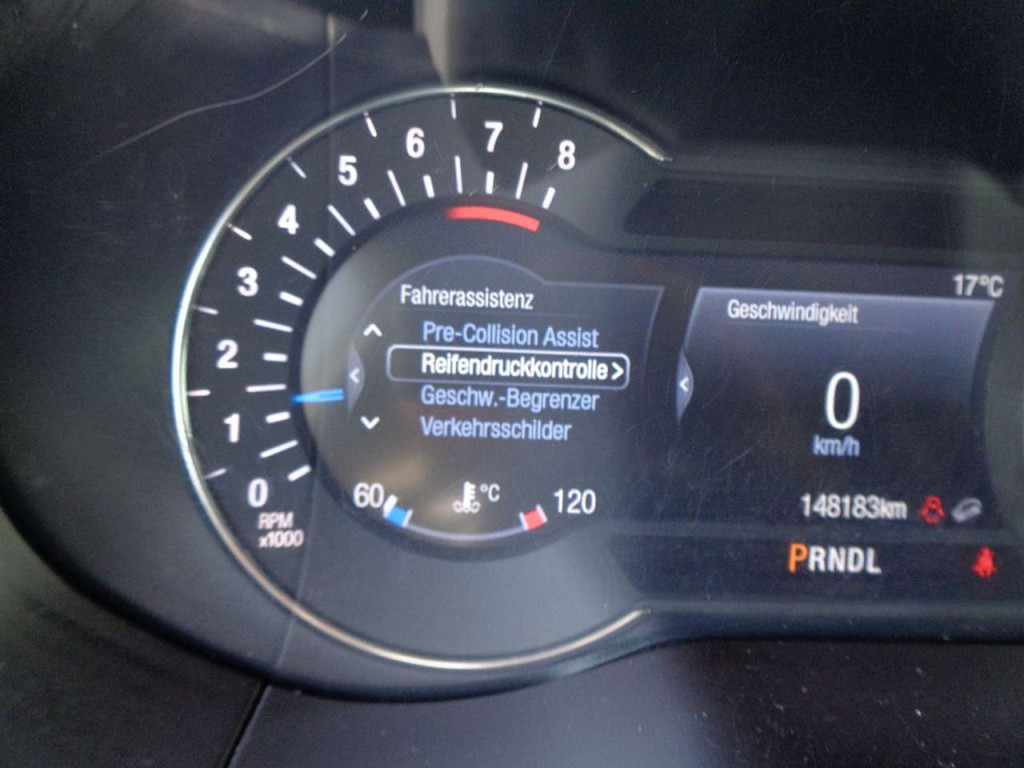 0
1
2
3
4
5
6
7
8
RPM
x1000
Fahrerassistenz
Pre-Collision Assist
Reifendruckkontrolle >
Geschw.-Begrenzer
Verkehrsschilder
60
°C
120
17°C
Geschwindigkeit
0
km/h
148183km
PRNDL